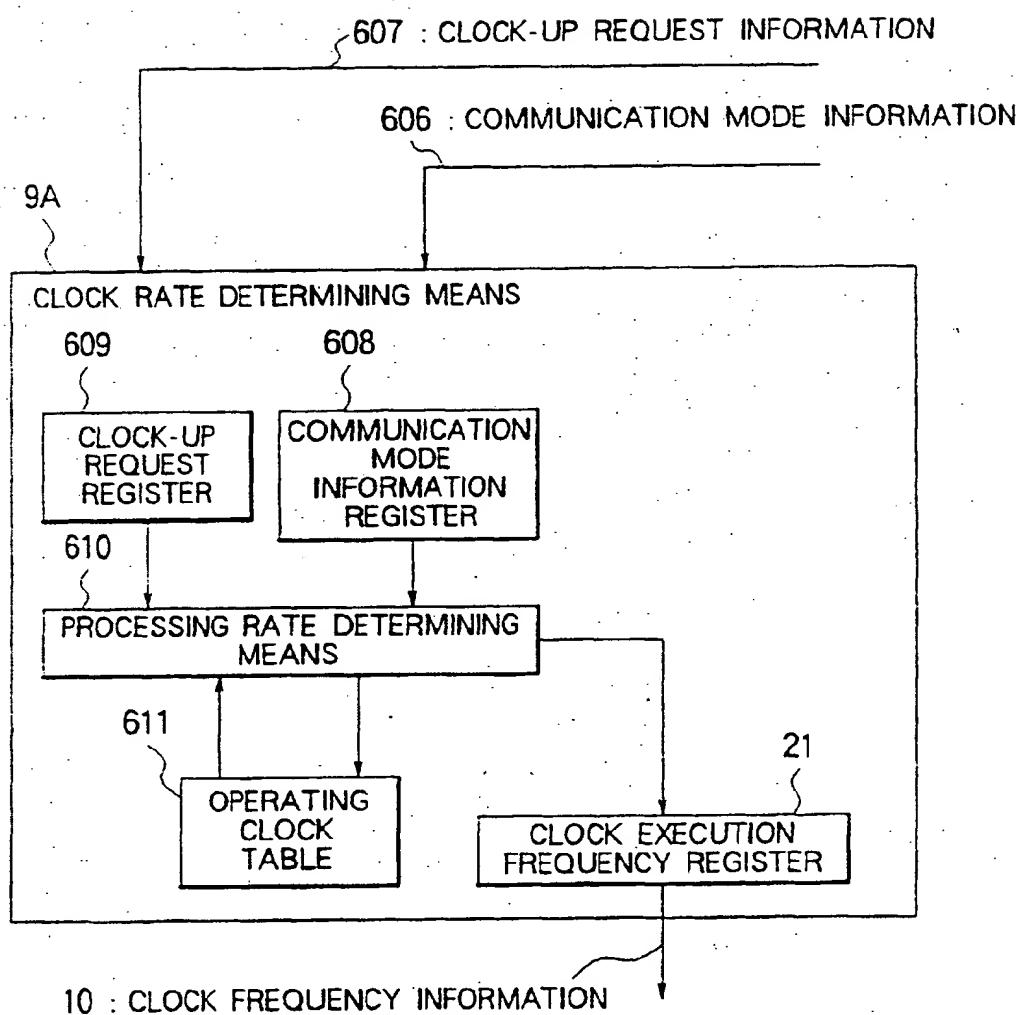 607 : CLOCK-UP REQUEST INFORMATION
606 : COMMUNICATION MODE INFORMATION
9A
CLOCK RATE DETERMINING MEANS
609
608
CLOCK-UP
REQUEST
REGISTER
COMMUNICATION
MODE
INFORMATION
REGISTER
610
PROCESSING RATE DETERMINING
MEANS
611
OPERATING
CLOCK
TABLE
21
CLOCK EXECUTION
FREQUENCY REGISTER
10 : CLOCK FREQUENCY INFORMATION